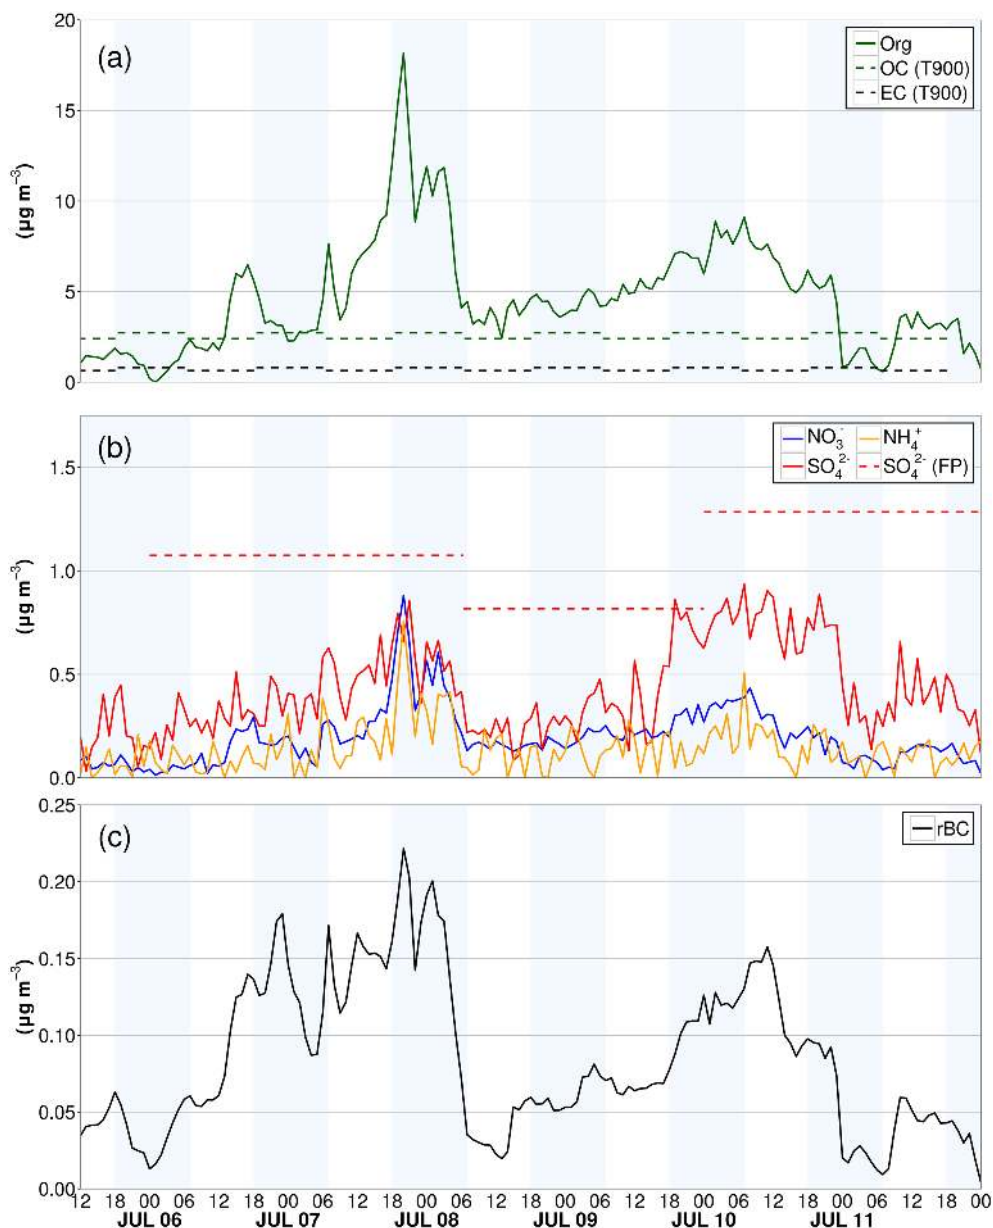 20
(a)
Org
OC (T900)
EC (T900)
15
10
5
0
(µg m⁻³)
(b)
NO₃⁻ NH₄⁺
SO₄²⁻ SO₄²⁻ (FP)
1.5
1.0
0.5
0.0
(µg m⁻³)
0.25
(c)
rBC
0.20
0.15
0.10
0.05
0.00
(µg m⁻³)
12 18 00 06 12 18 00 06 12 18 00 06 12 18 00 06 12 18 00 06 12 18 00 06 12 18 00
JUL 06 JUL 07 JUL 08 JUL 09 JUL 10 JUL 11